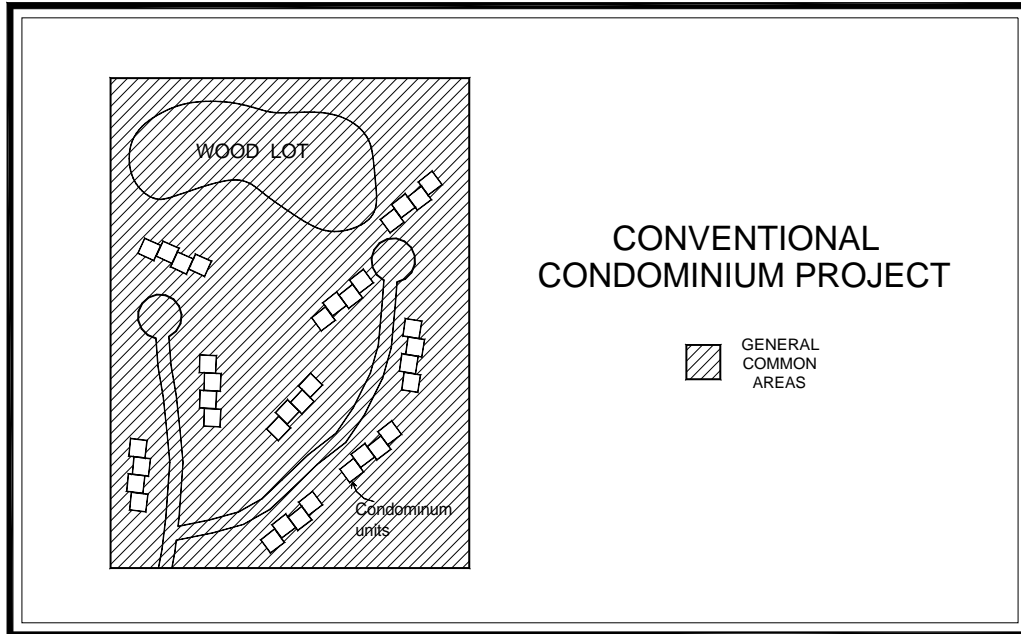 WOOD LOT
CONVENTIONAL
CONDOMINIUM PROJECT
GENERAL
COMMON
AREAS
Condominum
units